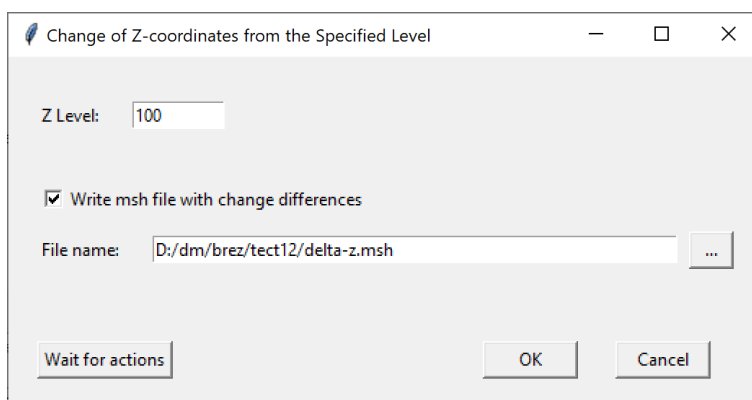 Change of Z-coordinates from the Specified Level
Z Level: 100
Write msh file with change differences
File name: D:/dm/brez/tect12/delta-z.msh ...
Wait for actions OK Cancel